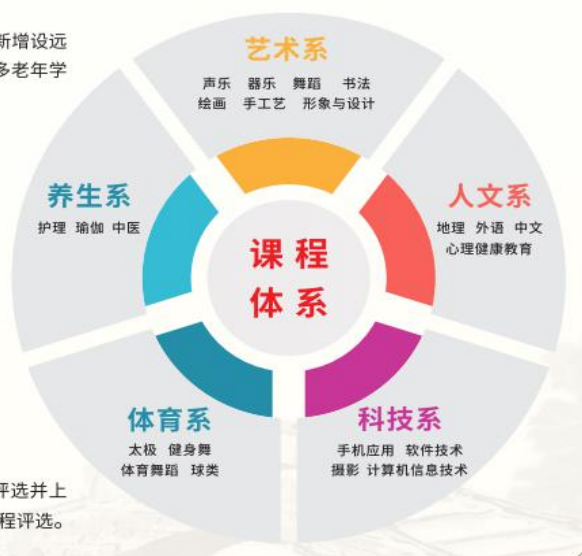 新增设远
多老年学
艺术系
声乐 器乐 舞蹈 书法
绘画 手工艺 形象与设计
养生系
护理 瑜伽 中医
人文系
地理 外语 中文
心理健康教育
课程
体系
体育系
太极 健身舞
体育舞蹈 球类
科技系
手机应用 软件技术
摄影 计算机信息技术
评选并上
程评选。